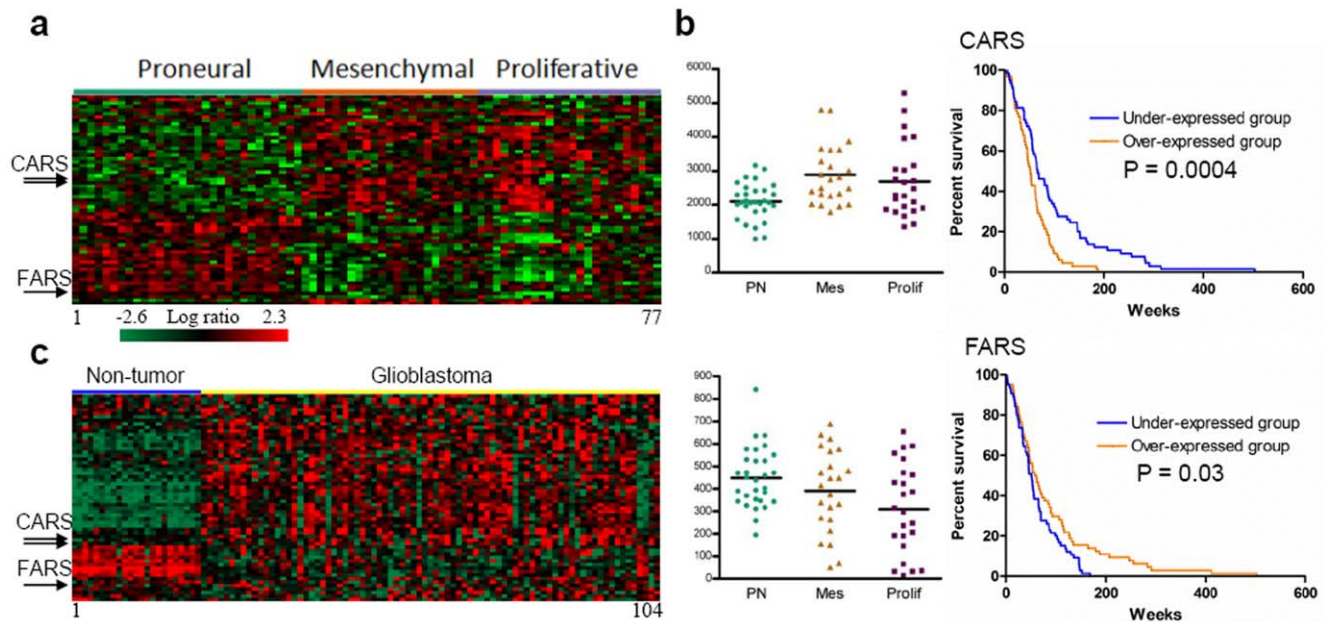 a
Proneural Mesenchymal Proliferative
CARS
FARS
1 77
-2.6 Log ratio 2.3
b
6000
5000
4000
3000
2000
1000
0
PN Mes Prolif
CARS
100
80
60
40
20
0
Percent survival
Under-expressed group
Over-expressed group
P = 0.0004
0 200 400 600
Weeks
c
Non-tumor Glioblastoma
CARS
FARS
1 104
900
800
700
600
500
400
300
200
100
0
PN Mes Prolif
FARS
100
80
60
40
20
0
Percent survival
Under-expressed group
Over-expressed group
P = 0.03
0 200 400 600
Weeks